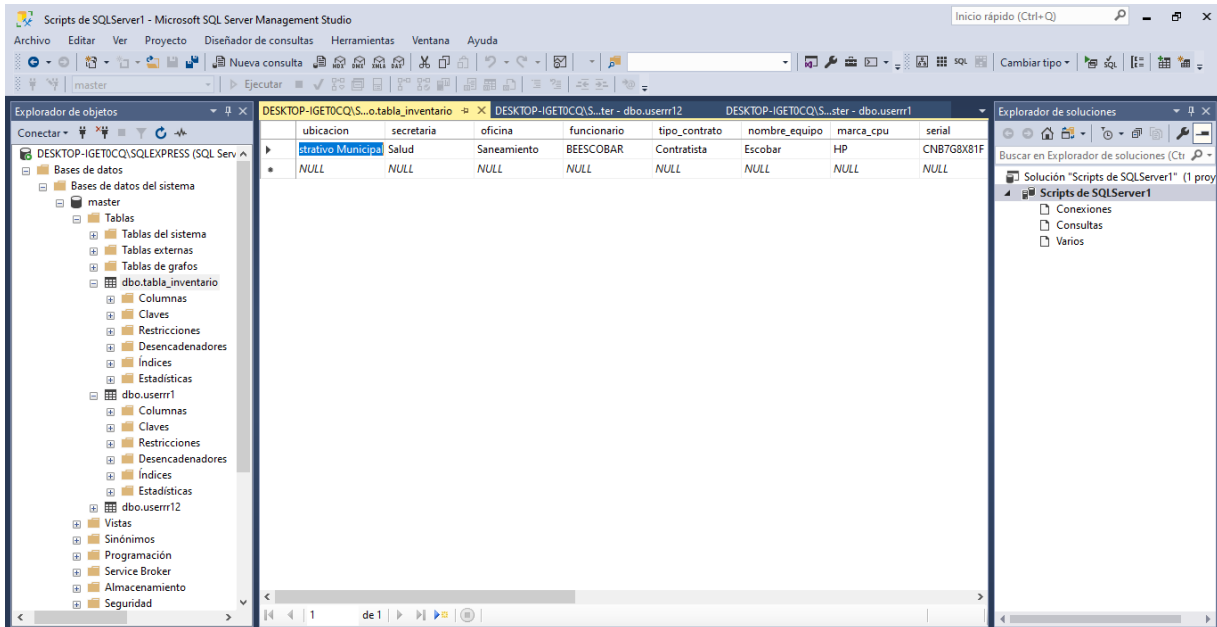 Scripts de SQLServer1 - Microsoft SQL Server Management Studio
Inicio rápido (Ctrl+Q)
Archivo Editar Ver Proyecto Diseñador de consultas Herramientas Ventana Ayuda
Nueva consulta
Cambiar tipo
master
Ejecutar
Explorador de objetos
Conectar
DESKTOP-IGET0CQ\SQLEXPRESS (SQL Serv
Bases de datos
Bases de datos del sistema
master
Tablas
Tablas del sistema
Tablas externas
Tablas de grafos
dbo.tabla_inventario
Columnas
Claves
Restricciones
Desencadenadores
Índices
Estadísticas
dbo.userrr1
Columnas
Claves
Restricciones
Desencadenadores
Índices
Estadísticas
dbo.userrr12
Vistas
Sinónimos
Programación
Service Broker
Almacenamiento
Seguridad
DESKTOP-IGET0CQ\S...o.tabla_inventario DESKTOP-IGET0CQ\S...ter - dbo.userrr12 DESKTOP-IGET0CQ\S...ster - dbo.userrr1
ubicacion secretaria oficina funcionario tipo_contrato nombre_equipo marca_cpu serial
strativo Municipal Salud Saneamiento BEESCOBAR Contratista Escobar HP CNB7G8X81F
NULL NULL NULL NULL NULL NULL NULL NULL
1 de 1
Explorador de soluciones
Buscar en Explorador de soluciones (Ctr
Solución "Scripts de SQLServer1" (1 proy
Scripts de SQLServer1
Conexiones
Consultas
Varios